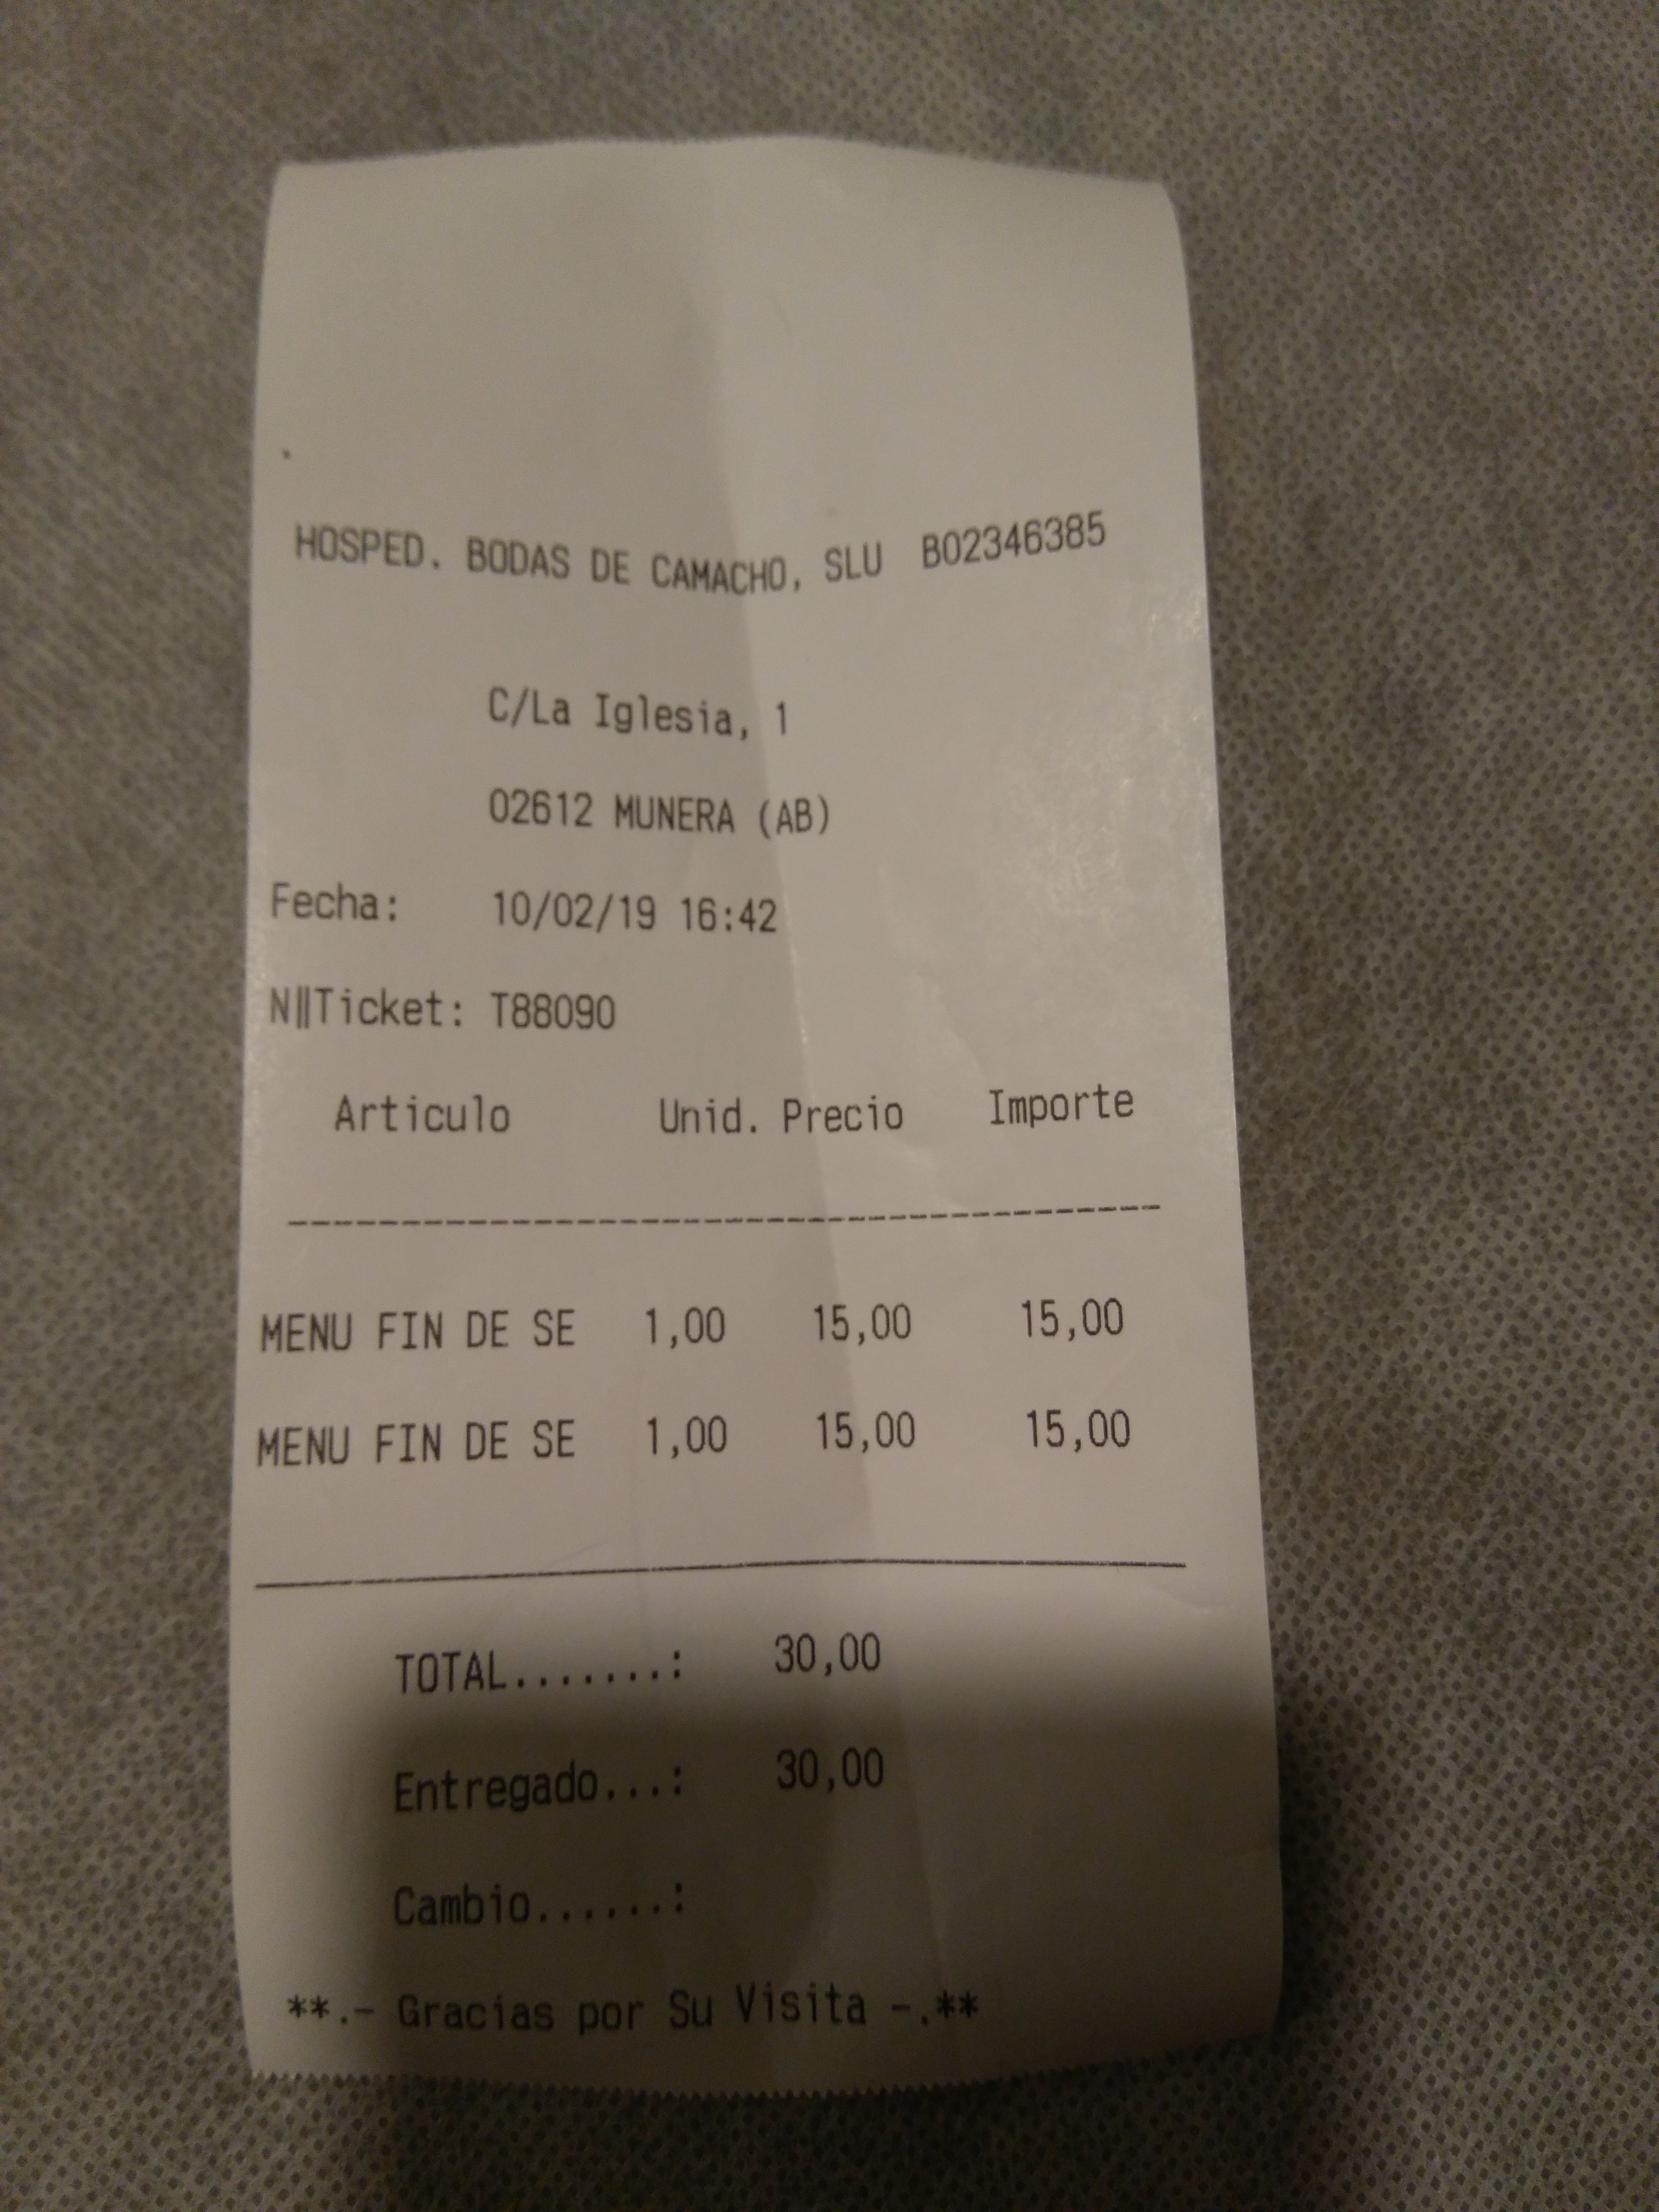 HOSPED. BODAS DE CAMACHO, SLU B02346385
C/La Iglesia, 1
02612 MUNERA (AB)
Fecha: 10/02/19 16:42
N‖Ticket: T88090
Articulo Unid. Precio Importe
MENU FIN DE SE 1,00 15,00 15,00
MENU FIN DE SE 1,00 15,00 15,00
TOTAL.......: 30,00
Entregado...: 30,00
Cambio......:
**.- Gracias por Su Visita -.**